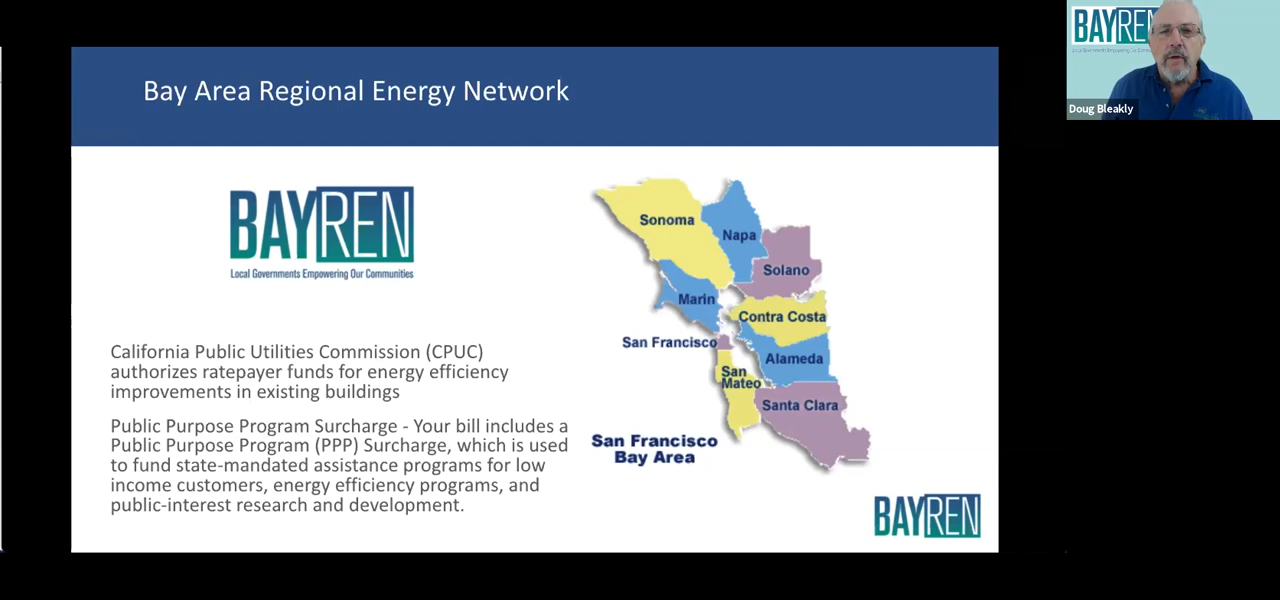 Bay Area Regional Energy Network
BAYREN
Local Governments Empowering Our Communities
California Public Utilities Commission (CPUC)
authorizes ratepayer funds for energy efficiency
improvements in existing buildings
Public Purpose Program Surcharge - Your bill includes a
Public Purpose Program (PPP) Surcharge, which is used
to fund state-mandated assistance programs for low
income customers, energy efficiency programs, and
public-interest research and development.
Sonoma
Napa
Solano
Marin
Contra Costa
San Francisco
Alameda
San
Mateo
Santa Clara
San Francisco
Bay Area
BAYREN
BAYREN
Doug Bleakly